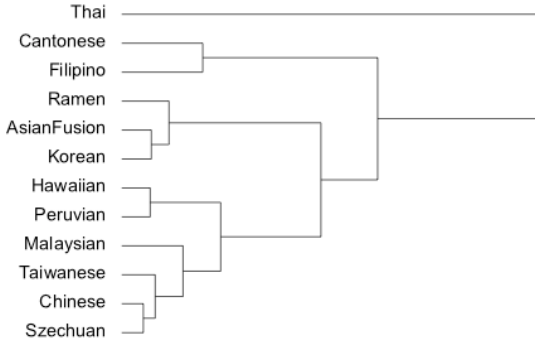 Thai
Cantonese
Filipino
Ramen
AsianFusion
Korean
Hawaiian
Peruvian
Malaysian
Taiwanese
Chinese
Szechuan